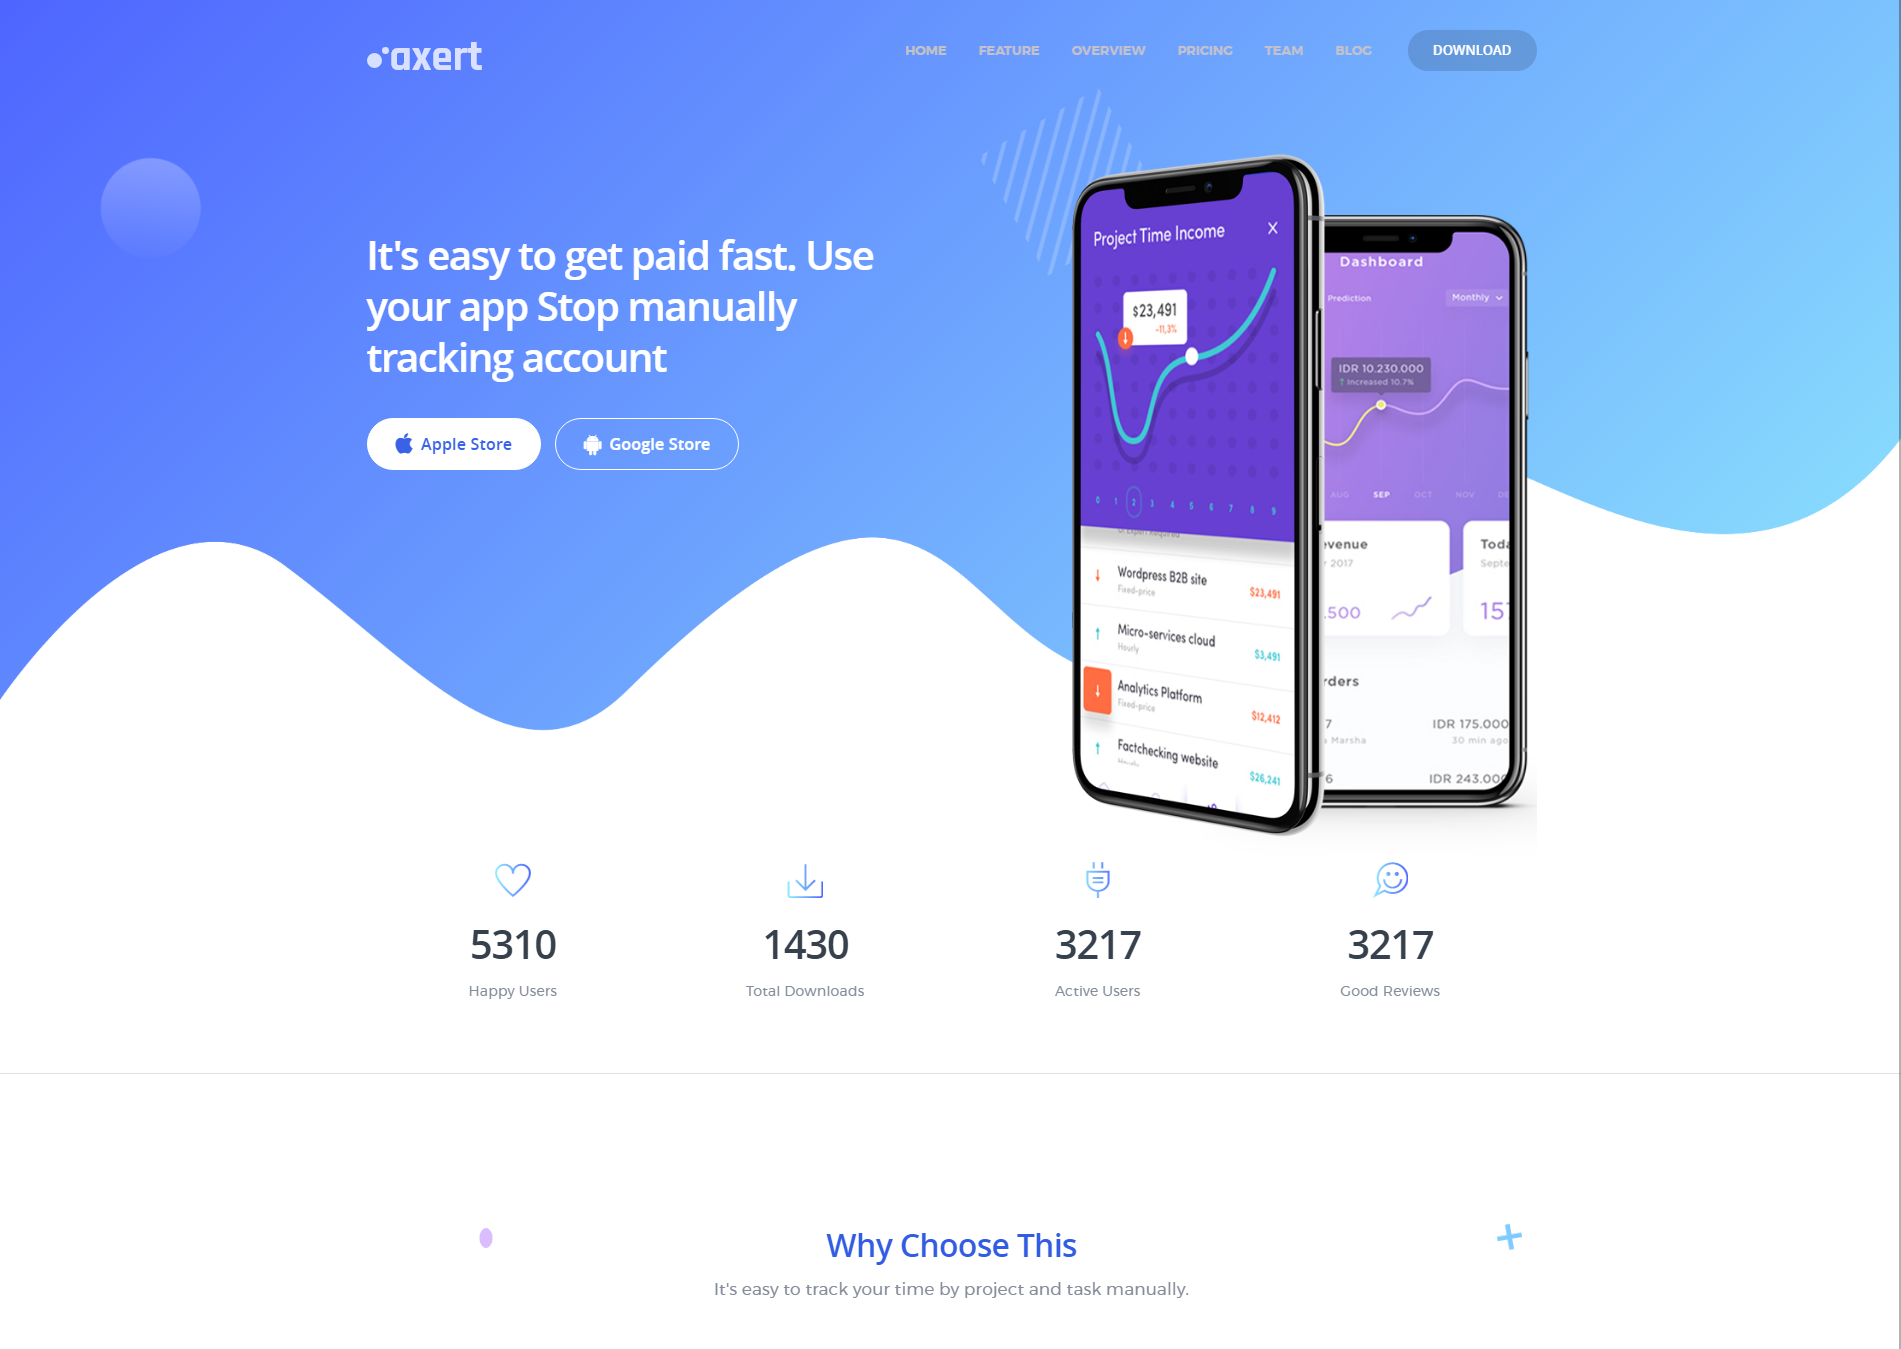 axert
HOME FEATURE OVERVIEW PRICING TEAM BLOG DOWNLOAD
It's easy to get paid fast. Use
your app Stop manually
tracking account
Apple Store
Google Store
Project Time Income X
$23,491
-11,3%
0 1 2 3 4 5 6 7 8 9
UI Expert Required
Wordpress B2B site
Fixed-price
$23,491
Micro-services cloud
Hourly
$3,491
Analytics Platform
Fixed-price
$12,412
Factchecking website
$26,241
Dashboard
Prediction
Monthly
IDR 10.230.000
↑ Increased 10.7%
AUG SEP OCT NOV DE
evenue
r 2017
.500
Toda
Septe
15
rders
7
IDR 175.000
a Marsha
30 min ago
6
IDR 243.000
5310
Happy Users
1430
Total Downloads
3217
Active Users
3217
Good Reviews
Why Choose This
It's easy to track your time by project and task manually.